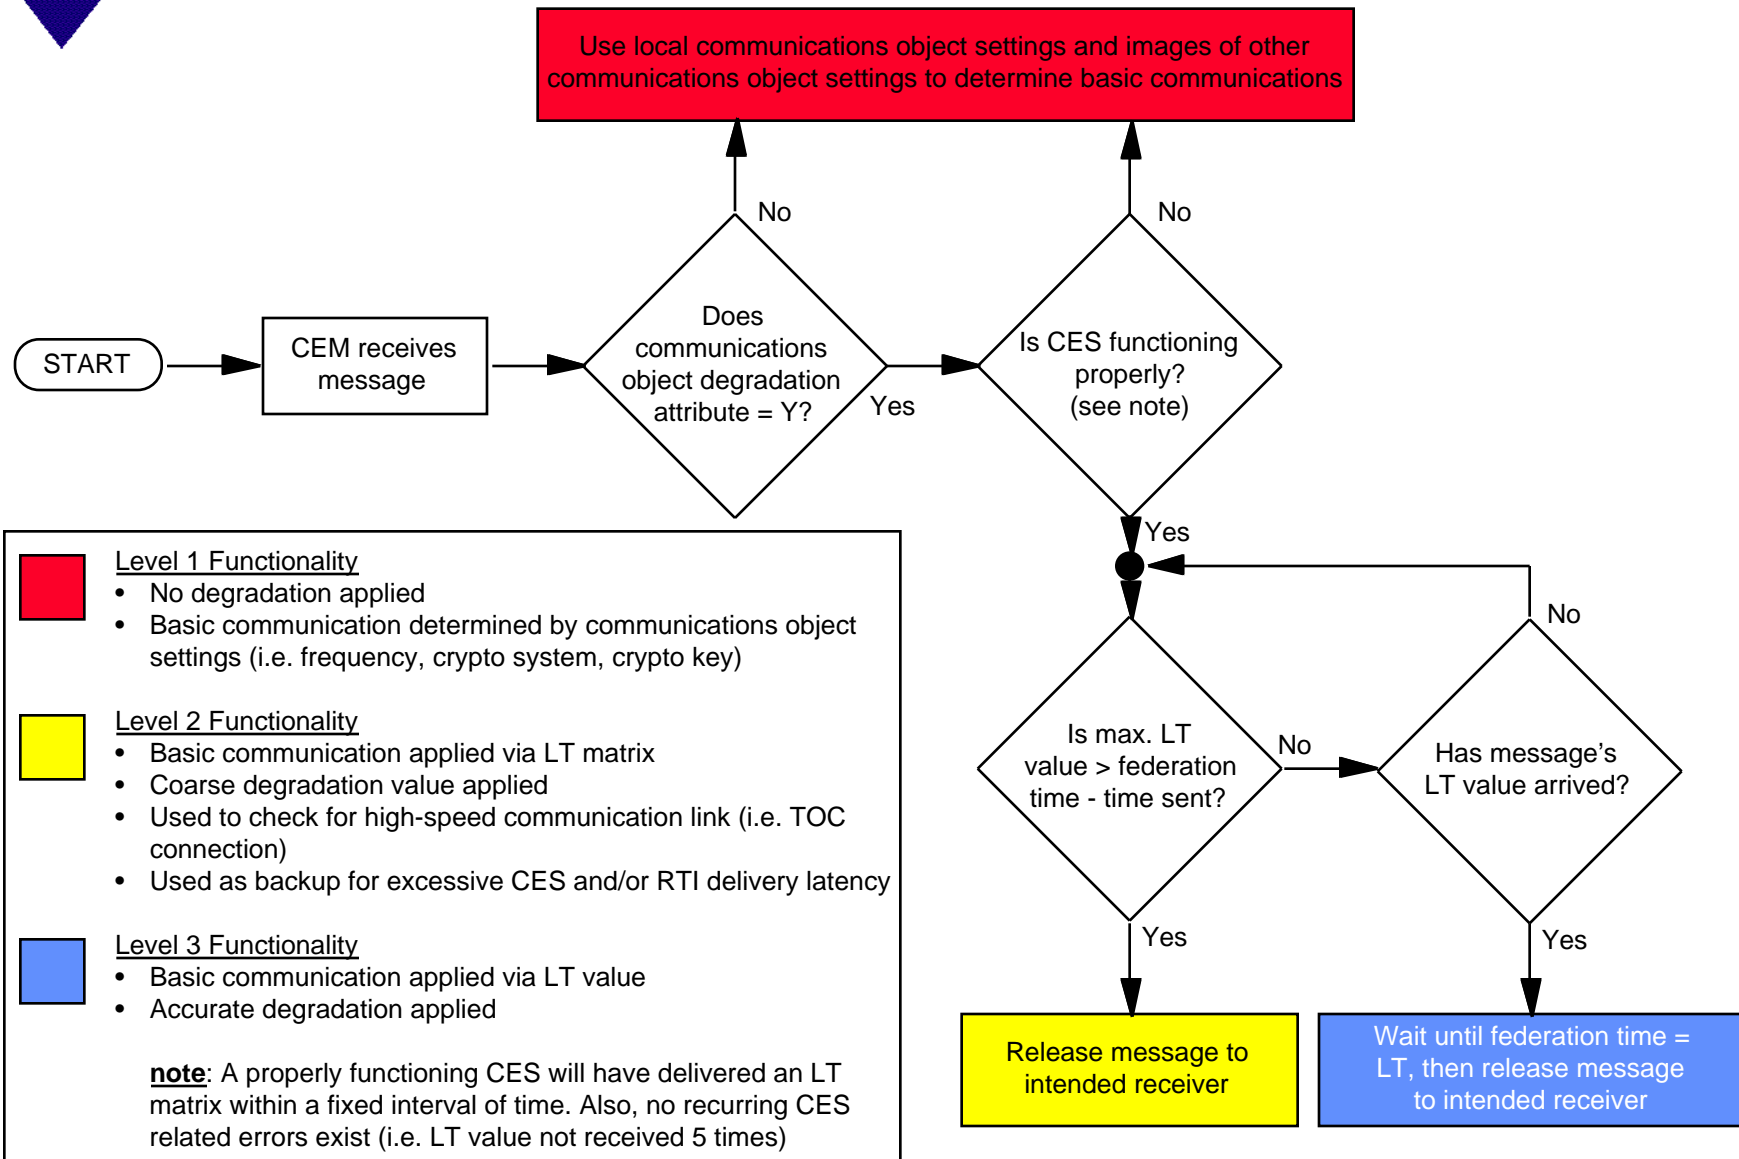 Use local communications object settings and images of other
communications object settings to determine basic communications
No
No
START
CEM receives
message
Does
communications
object degradation
attribute = Y?
Yes
Is CES functioning
properly?
(see note)
Yes
No
Is max. LT
value > federation
time - time sent?
No
Has message’s
LT value arrived?
Yes
Yes
Release message to
intended receiver
Wait until federation time =
LT, then release message
to intended receiver
Level 1 Functionality
• No degradation applied
• Basic communication determined by communications object
settings (i.e. frequency, crypto system, crypto key)
Level 2 Functionality
• Basic communication applied via LT matrix
• Coarse degradation value applied
• Used to check for high-speed communication link (i.e. TOC
connection)
• Used as backup for excessive CES and/or RTI delivery latency
Level 3 Functionality
• Basic communication applied via LT value
• Accurate degradation applied
note: A properly functioning CES will have delivered an LT
matrix within a fixed interval of time. Also, no recurring CES
related errors exist (i.e. LT value not received 5 times)